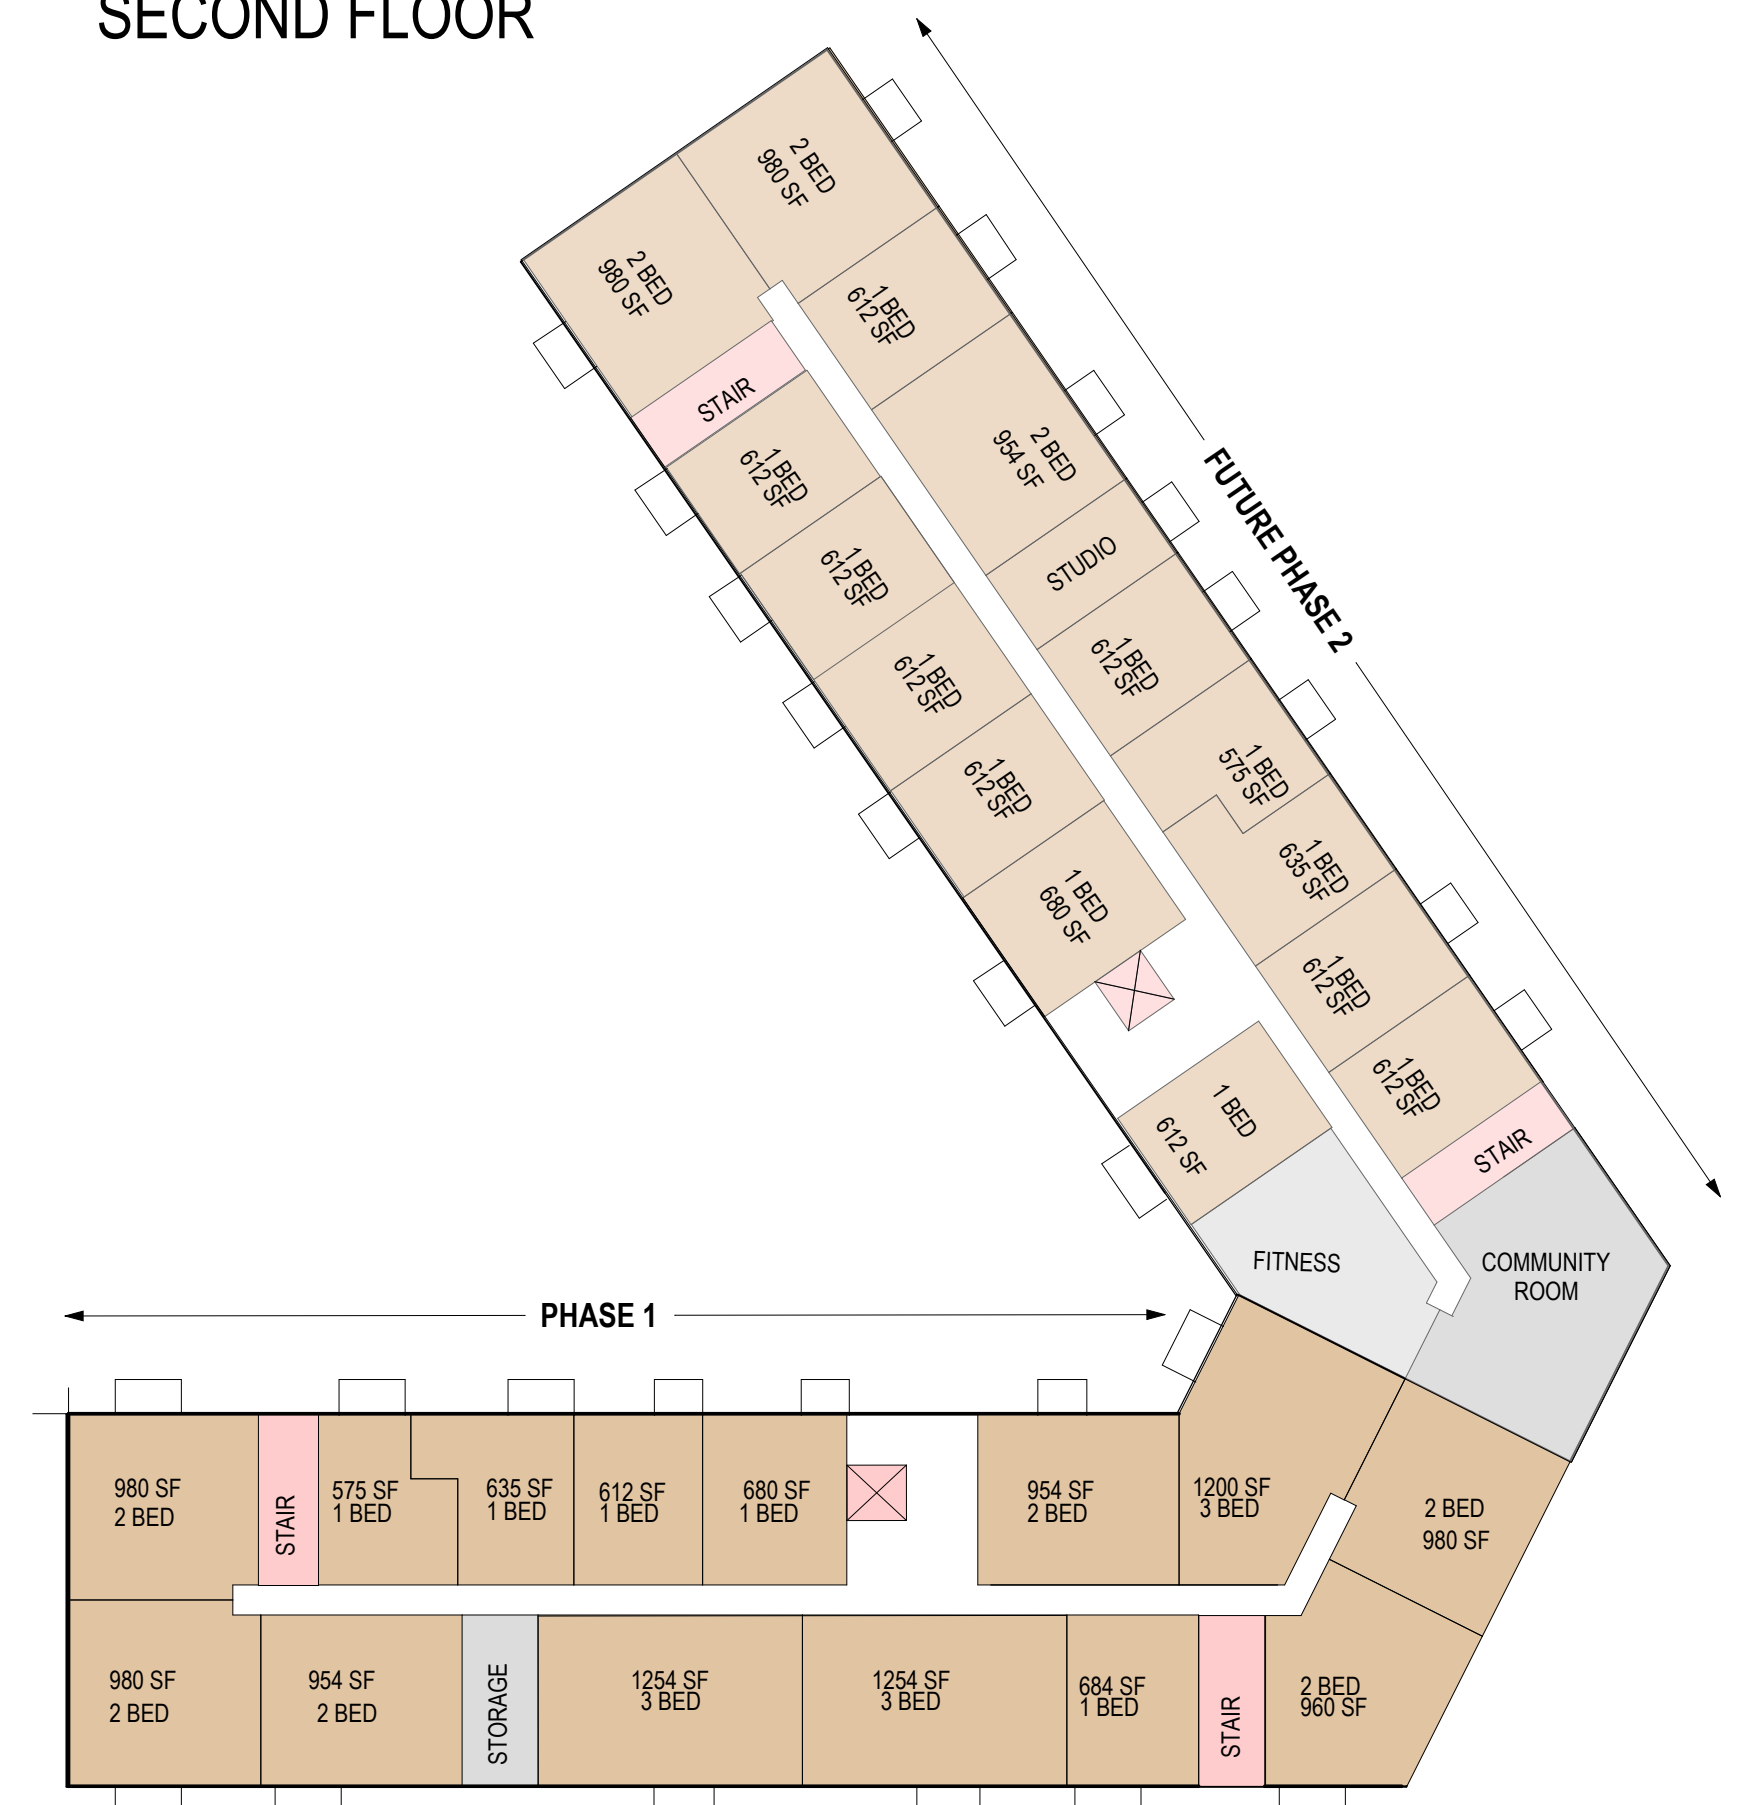 SECOND FLOOR
2 BED
980 SF
2 BED
980 SF
1 BED
612 SF
STAIR
2 BED
954 SF
1 BED
612 SF
STUDIO
1 BED
612 SF
1 BED
612 SF
1 BED
612 SF
1 BED
612 SF
1 BED
575 SF
1 BED
635 SF
1 BED
680 SF
1 BED
612 SF
1 BED
612 SF
1 BED
612 SF
STAIR
FUTURE PHASE 2
FITNESS
COMMUNITY
ROOM
PHASE 1
980 SF
2 BED
STAIR
575 SF
1 BED
635 SF
1 BED
612 SF
1 BED
680 SF
1 BED
954 SF
2 BED
1200 SF
3 BED
2 BED
980 SF
980 SF
2 BED
954 SF
2 BED
STORAGE
1254 SF
3 BED
1254 SF
3 BED
684 SF
1 BED
STAIR
2 BED
960 SF